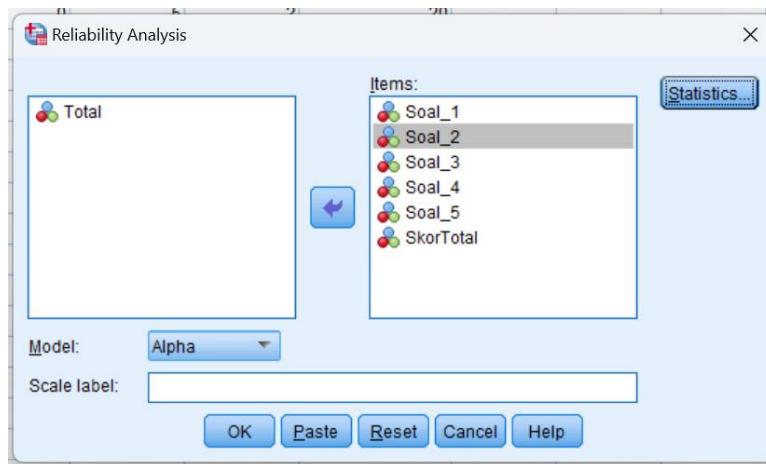 Reliability Analysis
Items:
Total
Soal_1
Soal_2
Soal_3
Soal_4
Soal_5
SkorTotal
Statistics...
Model:
Alpha
Scale label:
OK
Paste
Reset
Cancel
Help